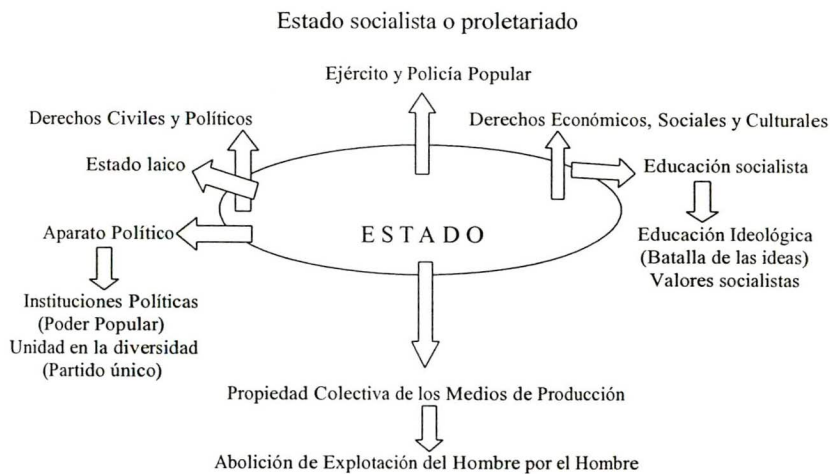 Estado socialista o proletariado
Ejército y Policía Popular
Derechos Civiles y Políticos
Derechos Económicos, Sociales y Culturales
Estado laico
Educación socialista
Aparato Político
E S T A D O
Educación Ideológica
(Batalla de las ideas)
Valores socialistas
Instituciones Políticas
(Poder Popular)
Unidad en la diversidad
(Partido único)
Propiedad Colectiva de los Medios de Producción
Abolición de Explotación del Hombre por el Hombre